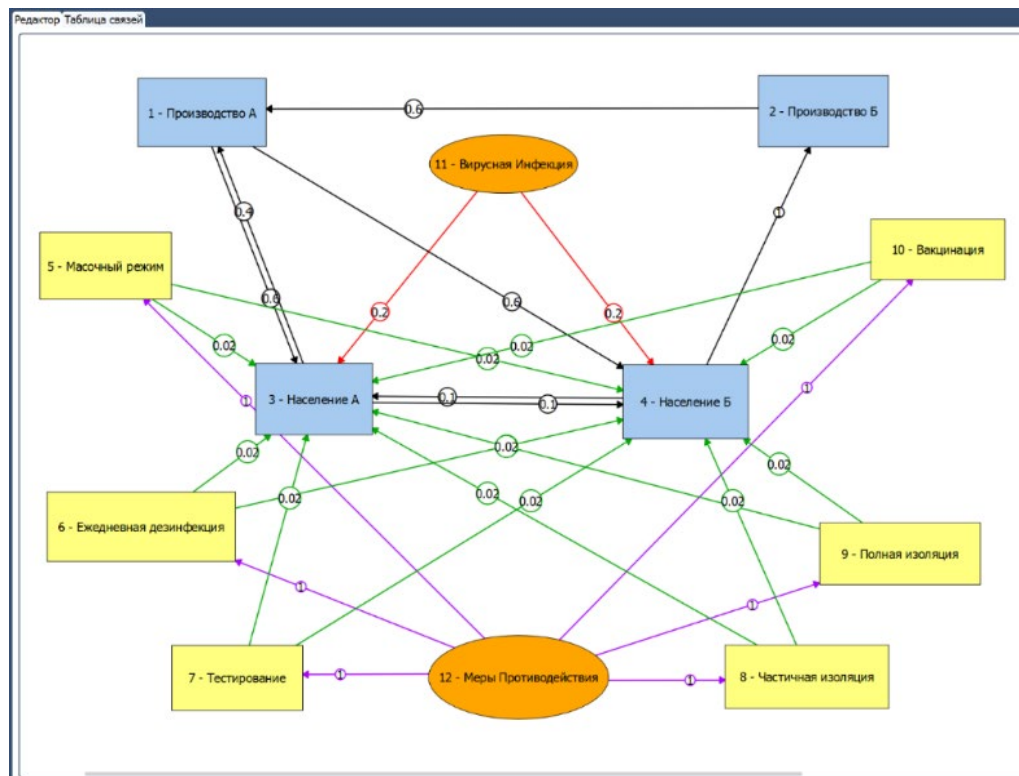 Редактор Таблица связей
1 - Производство А
0.6
2 - Производство Б
11 - Вирусная Инфекция
0.4
1
5 - Масочный режим
10 - Вакцинация
0.6
0.6
0.2
0.2
0.02
0.02
0.02
0.02
3 - Население А
0.1
0.1
4 - Население Б
1
1
0.02
0.02
0.02
0.02
0.02
0.02
6 - Ежедневная дезинфекция
9 - Полная изоляция
1
1
7 - Тестирование
1
12 - Меры Противодействия
1
8 - Частичная изоляция